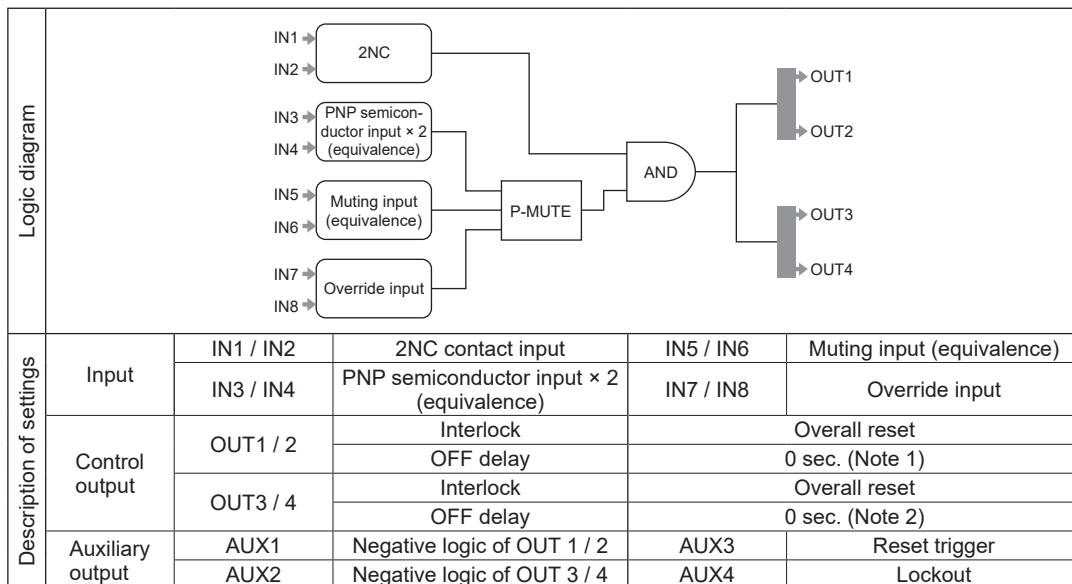 Logic diagram
IN1
IN2
2NC
IN3
IN4
PNP semicon-
ductor input × 2
(equivalence)
IN5
IN6
Muting input
(equivalence)
IN7
IN8
Override input
P-MUTE
AND
OUT1
OUT2
OUT3
OUT4
Description of settings
Input
IN1 / IN2
2NC contact input
IN5 / IN6
Muting input (equivalence)
IN3 / IN4
PNP semiconductor input × 2
(equivalence)
IN7 / IN8
Override input
Control
output
OUT1 / 2
Interlock
Overall reset
OFF delay
0 sec. (Note 1)
OUT3 / 4
Interlock
Overall reset
OFF delay
0 sec. (Note 2)
Auxiliary
output
AUX1
Negative logic of OUT 1 / 2
AUX3
Reset trigger
AUX2
Negative logic of OUT 3 / 4
AUX4
Lockout